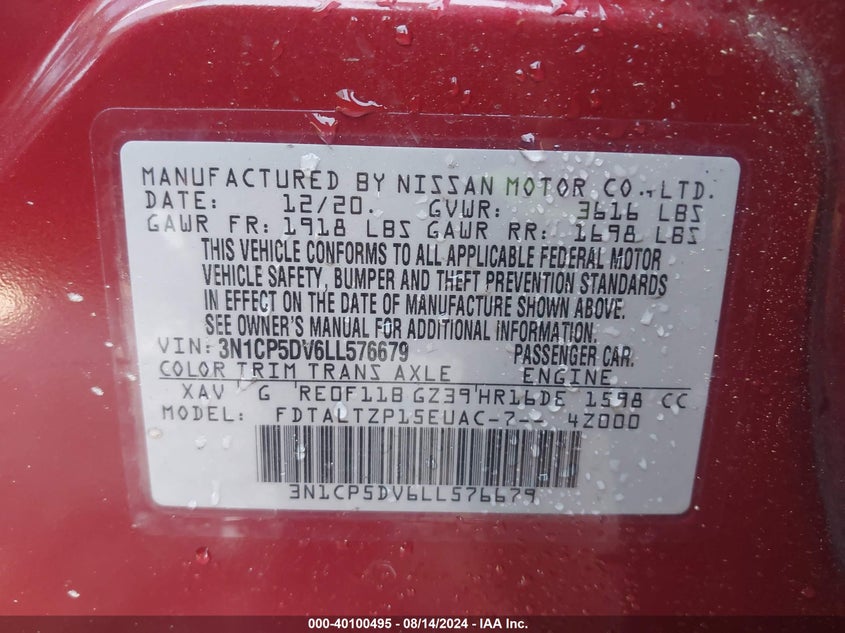 MANUFACTURED BY NISSAN MOTOR CO., LTD.
DATE: 12/20. GVWR: 3616 LBS
GAWR FR: 1918 LBS GAWR RR: 1698 LBS
THIS VEHICLE CONFORMS TO ALL APPLICABLE FEDERAL MOTOR
VEHICLE SAFETY, BUMPER AND THEFT PREVENTION STANDARDS
IN EFFECT ON THE DATE OF MANUFACTURE SHOWN ABOVE.
SEE OWNER'S MANUAL FOR ADDITIONAL INFORMATION.
VIN: 3N1CP5DV6LL576679 PASSENGER CAR.
COLOR TRIM TRANS AXLE ENGINE
XAV G RE0F11B GZ39 HR16DE 1598 CC
MODEL: FDTALTZP15EUAC-7-- 4Z000
3N1CP5DV6LL576679
000-40100495 - 08/14/2024 - IAA Inc.